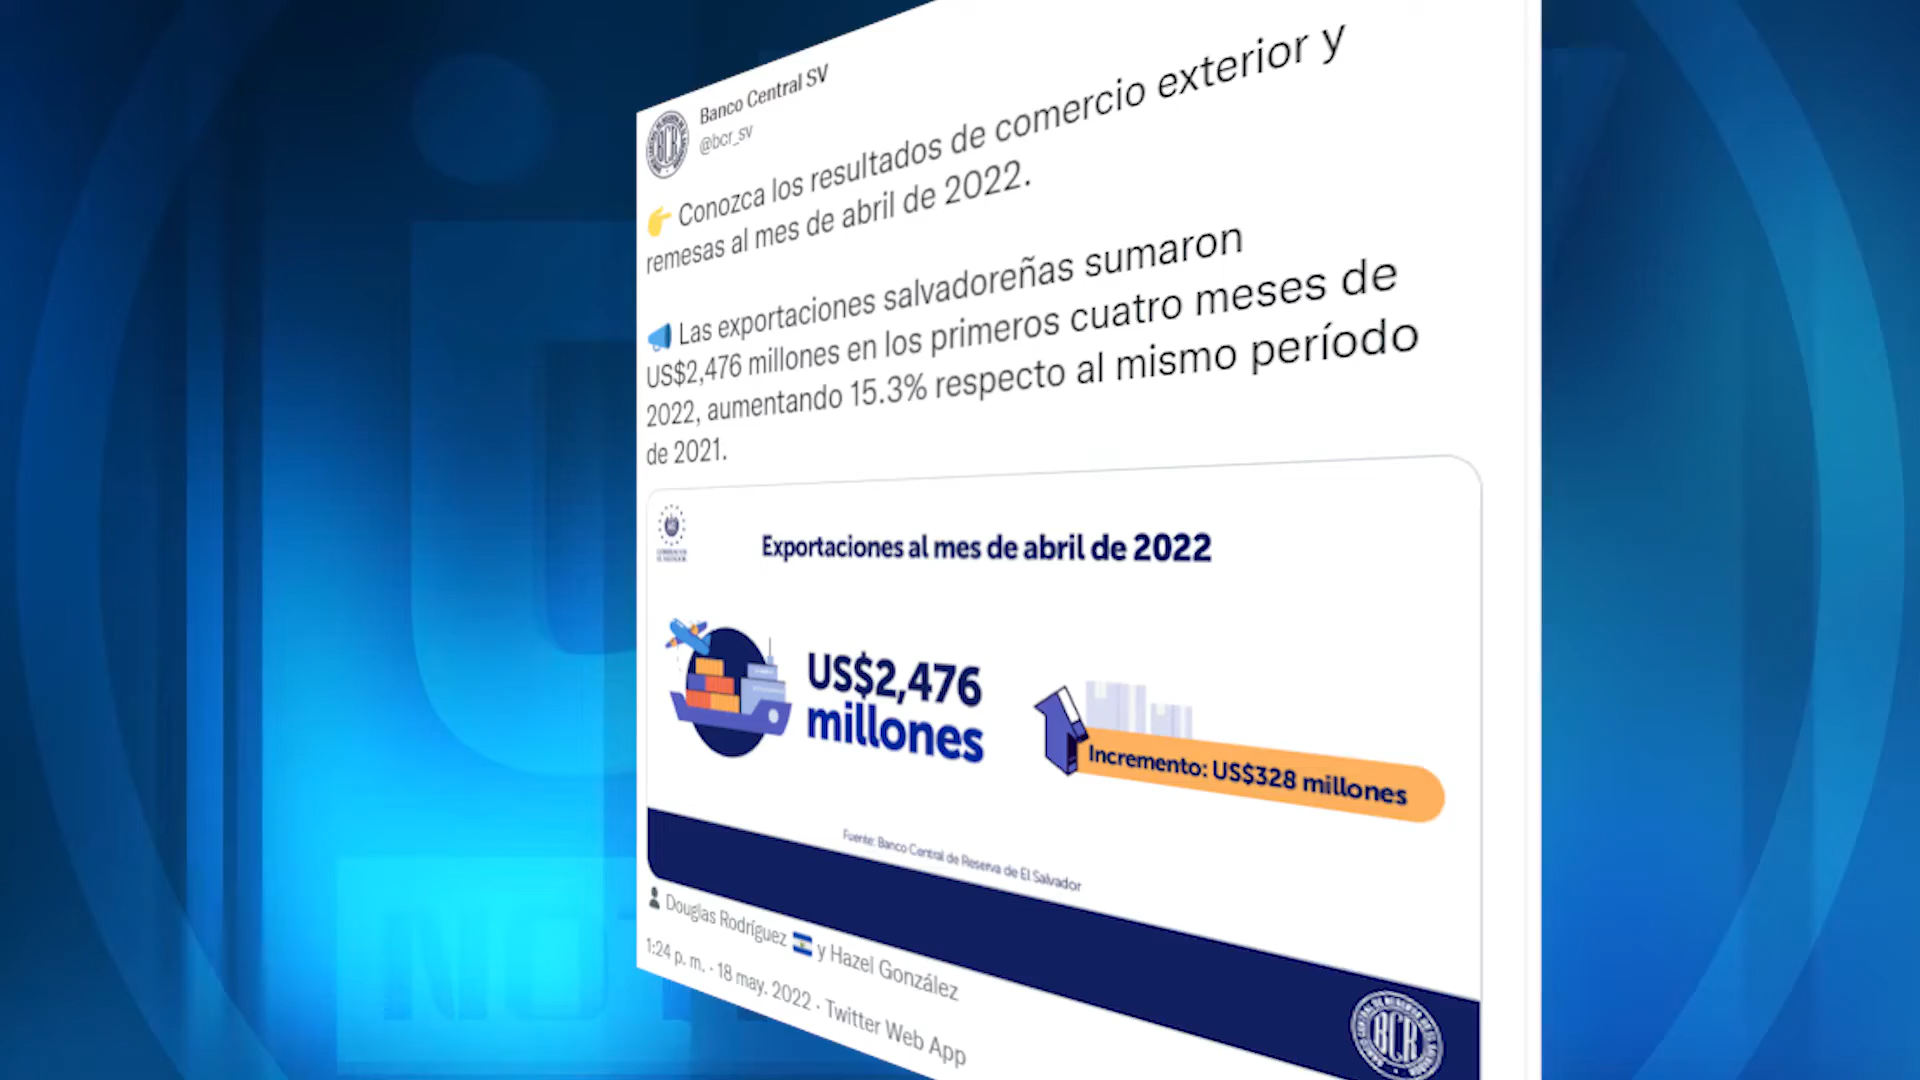 Banco Central SV
@bcr_sv
👉 Conozca los resultados de comercio exterior y
remesas al mes de abril de 2022.
📣 Las exportaciones salvadoreñas sumaron
US$2,476 millones en los primeros cuatro meses de
2022, aumentando 15.3% respecto al mismo período
de 2021.
Exportaciones al mes de abril de 2022
US$2,476
millones
Incremento: US$328 millones
Fuente: Banco Central de Reserva de El Salvador
Douglas Rodríguez 🇸🇻 y Hazel González
1:24 p. m. · 18 may. 2022 · Twitter Web App
BCR